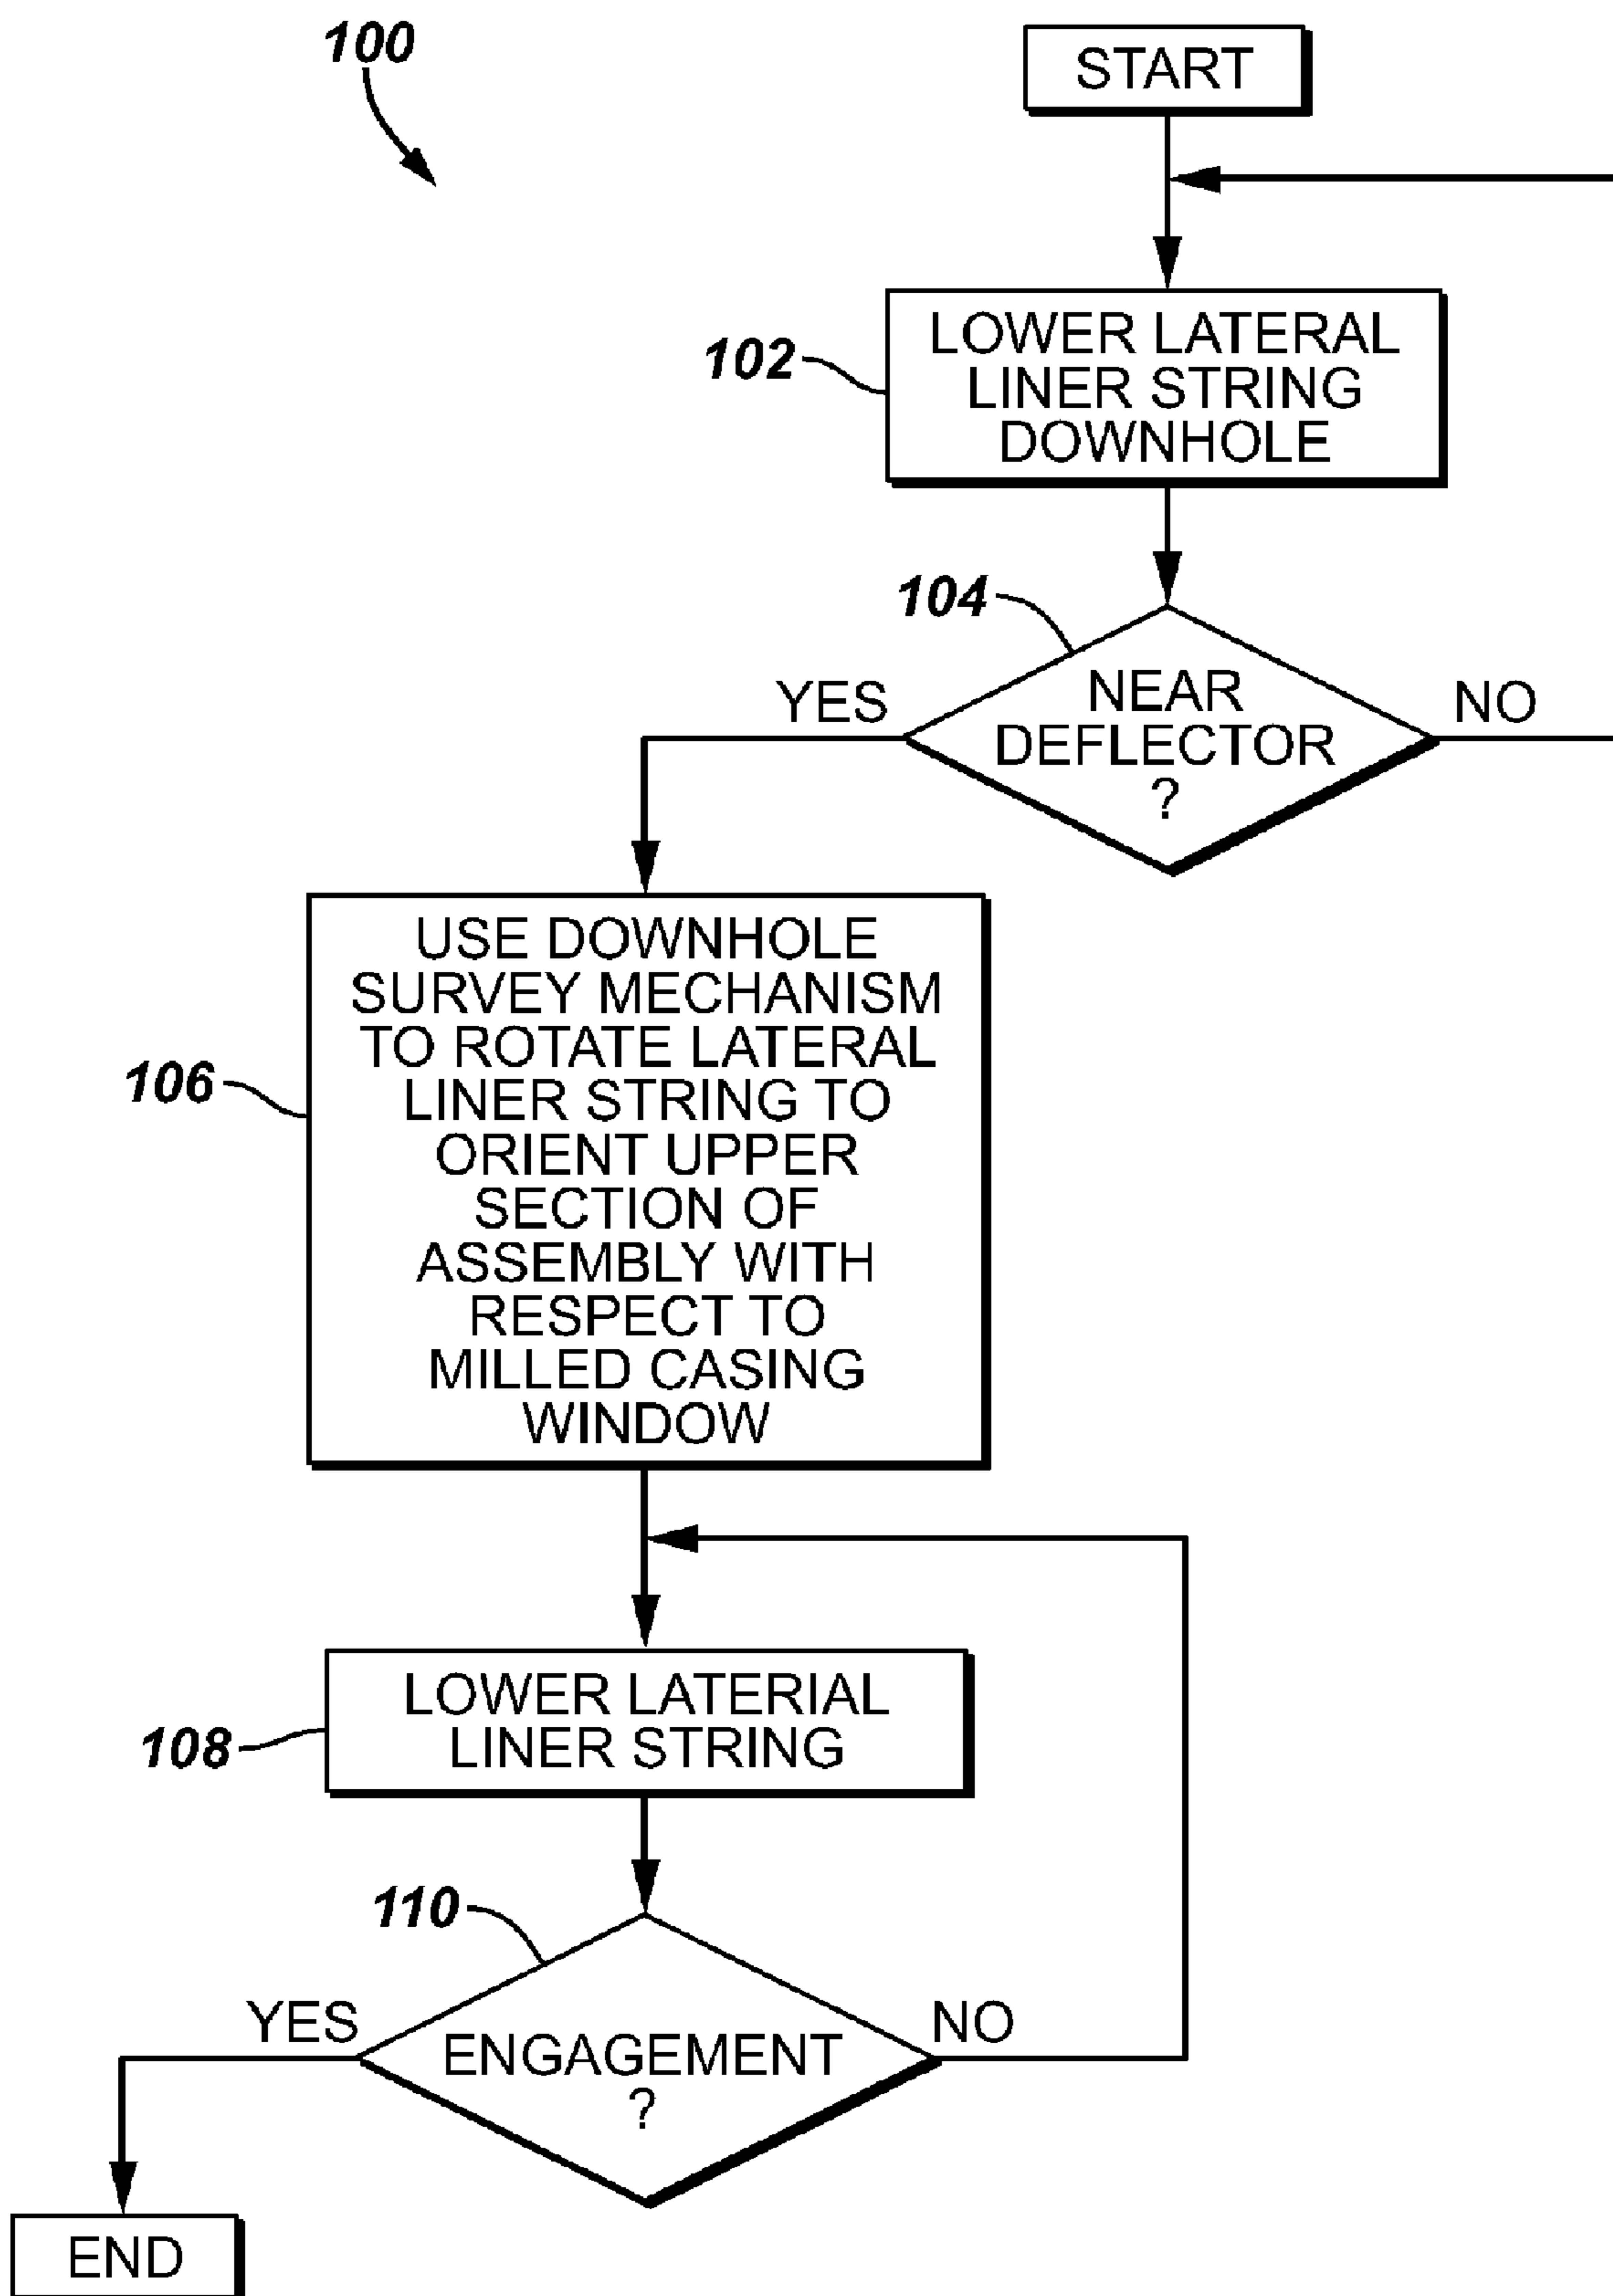 100
START
102
LOWER LATERAL
LINER STRING
DOWNHOLE
104
YES
NEAR
DEFLECTOR
?
NO
106
USE DOWNHOLE
SURVEY MECHANISM
TO ROTATE LATERAL
LINER STRING TO
ORIENT UPPER
SECTION OF
ASSEMBLY WITH
RESPECT TO
MILLED CASING
WINDOW
108
LOWER LATERIAL
LINER STRING
110
YES
ENGAGEMENT
?
NO
END